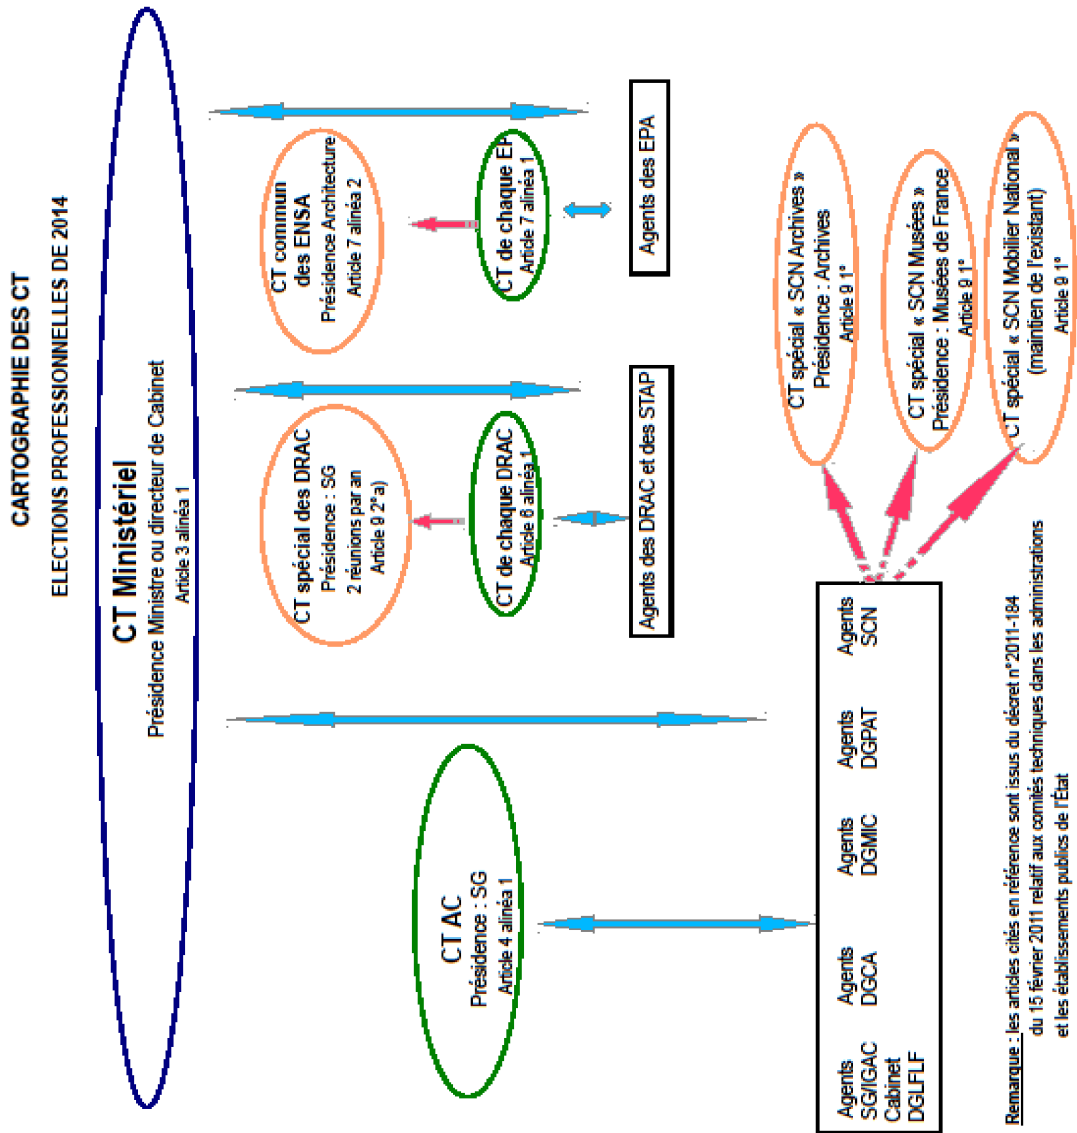 CARTOGRAPHIE DES CT
ELECTIONS PROFESSIONNELLES DE 2014
CT Ministériel
Présidence Ministre ou directeur de Cabinet
Article 3 alinéa 1
CT AC
Présidence : SG
Article 4 alinéa 1
CT spécial des DRAC
Présidence : SG
2 réunions par an
Article 9 2° a)
CT de chaque DRAC
Article 6 alinéa 1
Agents des DRAC et des STAP
CT commun
des ENSA
Présidence Architecture
Article 7 alinéa 2
CT de chaque EP
Article 7 alinéa 1
Agents des EPA
Agents
SG/IGAC
Cabinet
DGLFLF
Agents
DGCA
Agents
DGMIC
Agents
DGPAT
Agents
SCN
CT spécial « SCN Archives »
Présidence : Archives
Article 9 1°
CT spécial « SCN Musées »
Présidence : Musées de France
Article 9 1°
CT spécial « SCN Mobilier National »
(maintien de l'existant)
Article 9 1°
Remarque : les articles cités en référence sont issus du décret n°2011-184
du 15 février 2011 relatif aux comités techniques dans les administrations
et les établissements publics de l'État